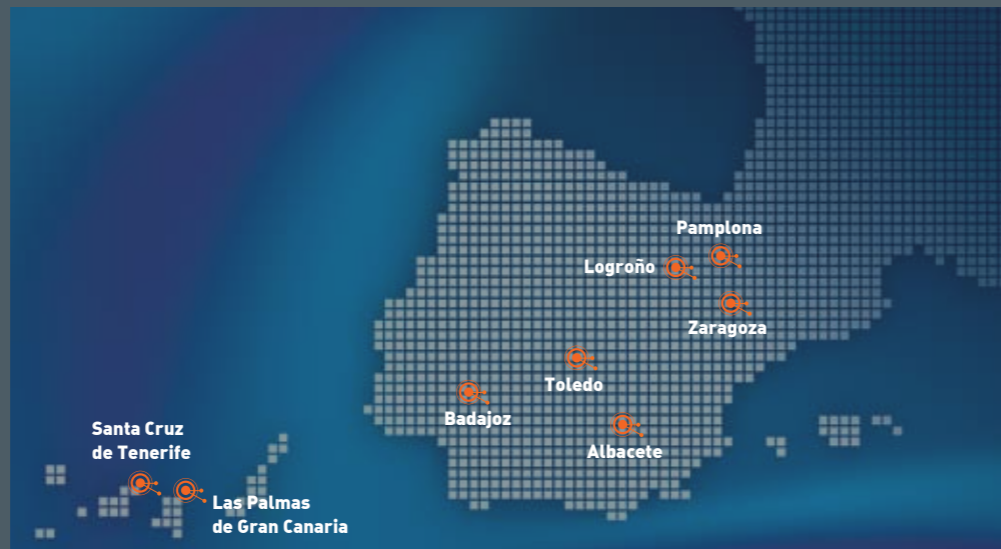 Pamplona
Logroño
Zaragoza
Toledo
Badajoz
Albacete
Santa Cruz
de Tenerife
Las Palmas
de Gran Canaria